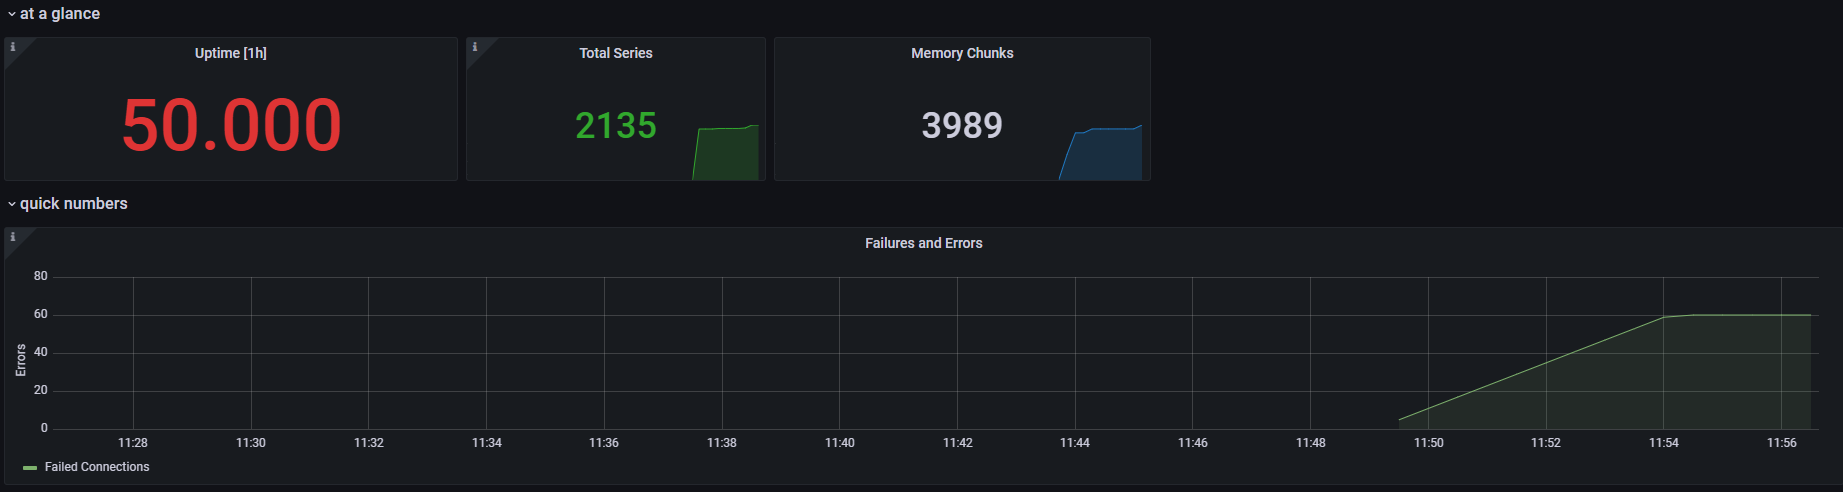 at a glance
Uptime [1h]
Total Series
Memory Chunks
50.000
2135
3989
quick numbers
Failures and Errors
Errors
80
60
40
20
0
11:28 11:30 11:32 11:34 11:36 11:38 11:40 11:42 11:44 11:46 11:48 11:50 11:52 11:54 11:56
Failed Connections